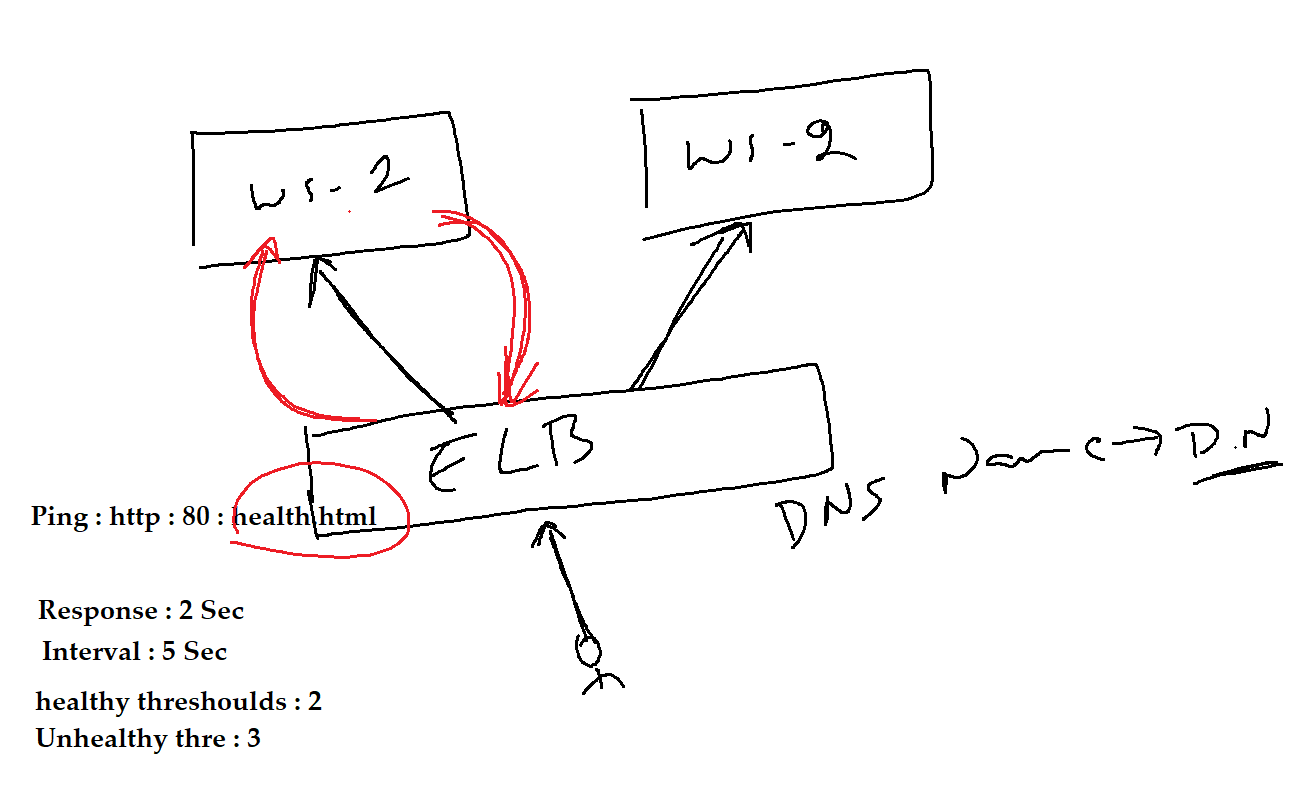 WS-2
WS-2
ELB
DNS Name → D.N
Ping : http : 80 : health.html
Response : 2 Sec
Interval : 5 Sec
healthy threshoulds : 2
Unhealthy thre : 3